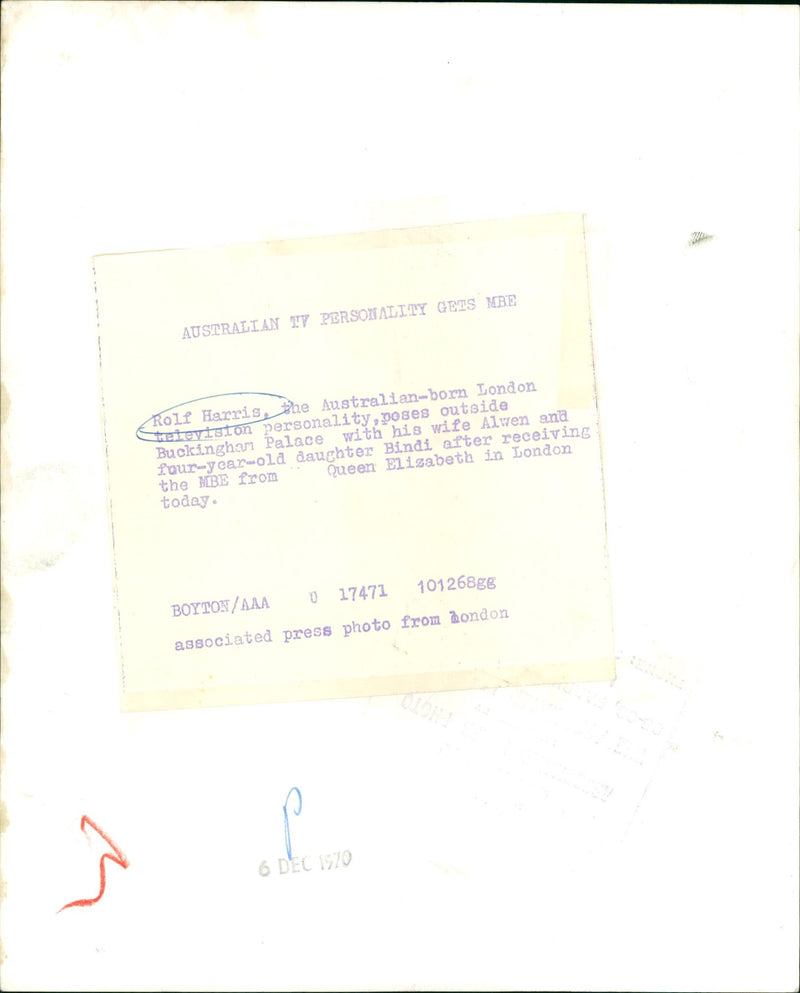 AUSTRALIAN TV PERSONALITY GETS MBE
Rolf Harris, the Australian-born London
television personality,poses outside
Buckingham Palace with his wife Alwen and
four-year-old daughter Bindi after receiving
the MBE from Queen Elizabeth in London
today.
BOYTON/AAA U 17471 101268gg
associated press photo from london
PHOTO
P
6 DEC 1970